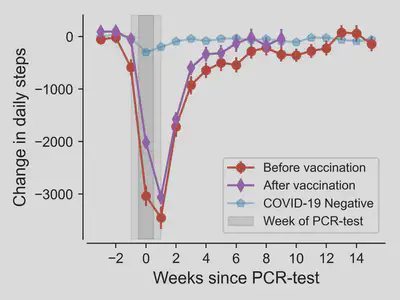 0
−1000
−2000
−3000
Change in daily steps
Before vaccination
After vaccination
COVID-19 Negative
Week of PCR-test
−2 0 2 4 6 8 10 12 14
Weeks since PCR-test